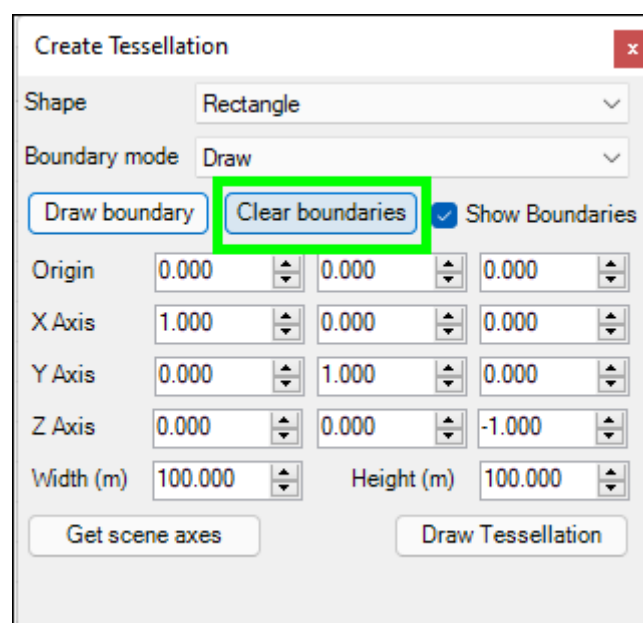 Create Tessellation x
Shape Rectangle
Boundary mode Draw
Draw boundary Clear boundaries Show Boundaries
Origin 0.000 0.000 0.000
X Axis 1.000 0.000 0.000
Y Axis 0.000 1.000 0.000
Z Axis 0.000 0.000 -1.000
Width (m) 100.000 Height (m) 100.000
Get scene axes Draw Tessellation